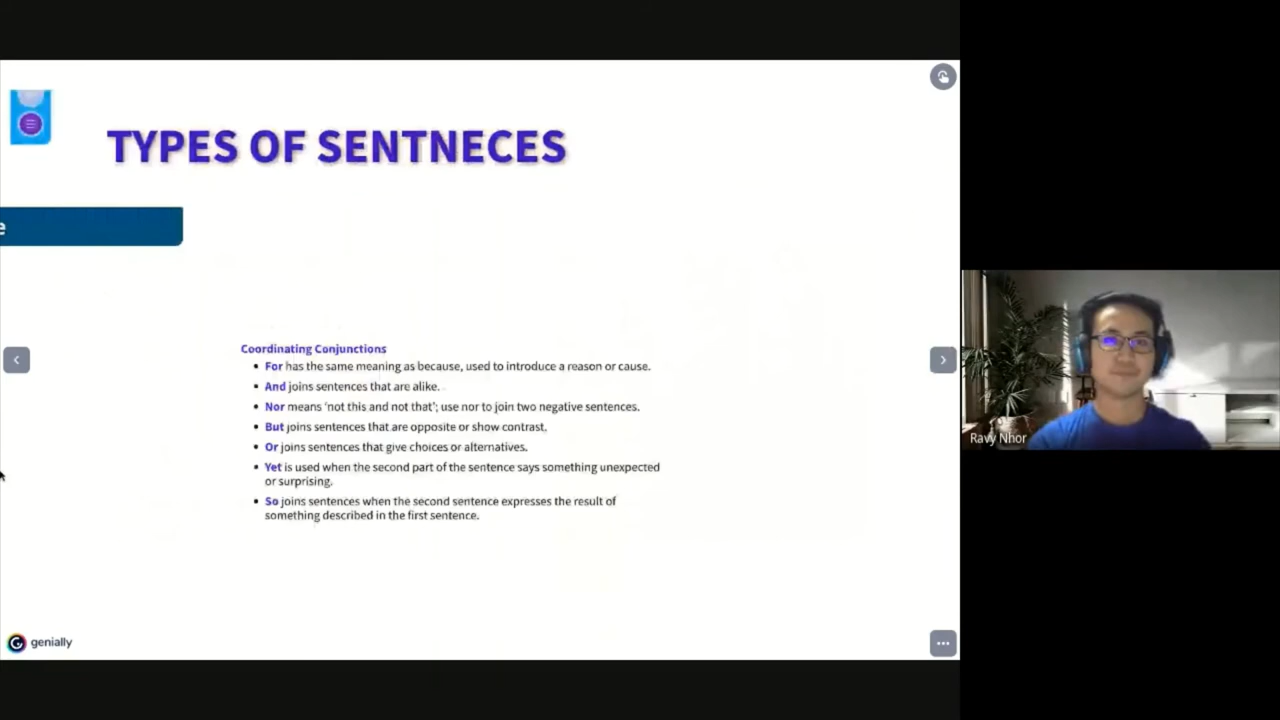 TYPES OF SENTNECES
e
Coordinating Conjunctions
For has the same meaning as because, used to introduce a reason or cause.
And joins sentences that are alike.
Nor means ‘not this and not that’; use nor to join two negative sentences.
But joins sentences that are opposite or show contrast.
Or joins sentences that give choices or alternatives.
Yet is used when the second part of the sentence says something unexpected
or surprising.
So joins sentences when the second sentence expresses the result of
something described in the first sentence.
Ravy Nhor
genially